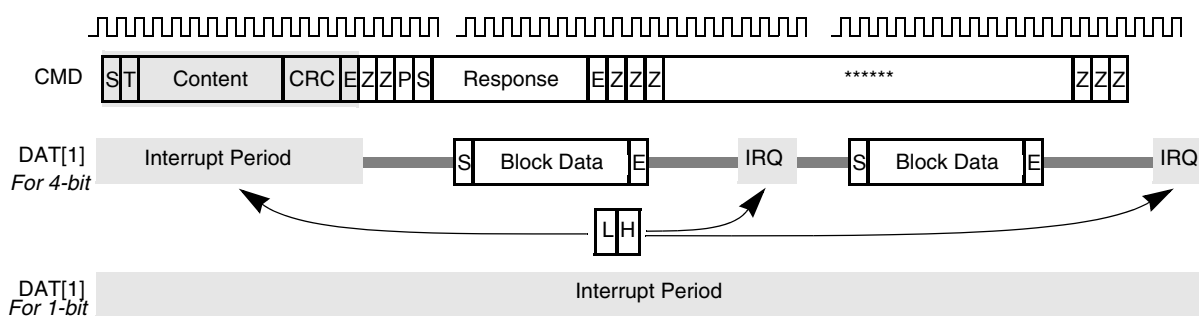 CMD S T Content CRC E Z Z P S Response E Z Z Z ****** Z Z Z
DAT[1] Interrupt Period S Block Data E IRQ S Block Data E IRQ
For 4-bit
L H
DAT[1] Interrupt Period
For 1-bit